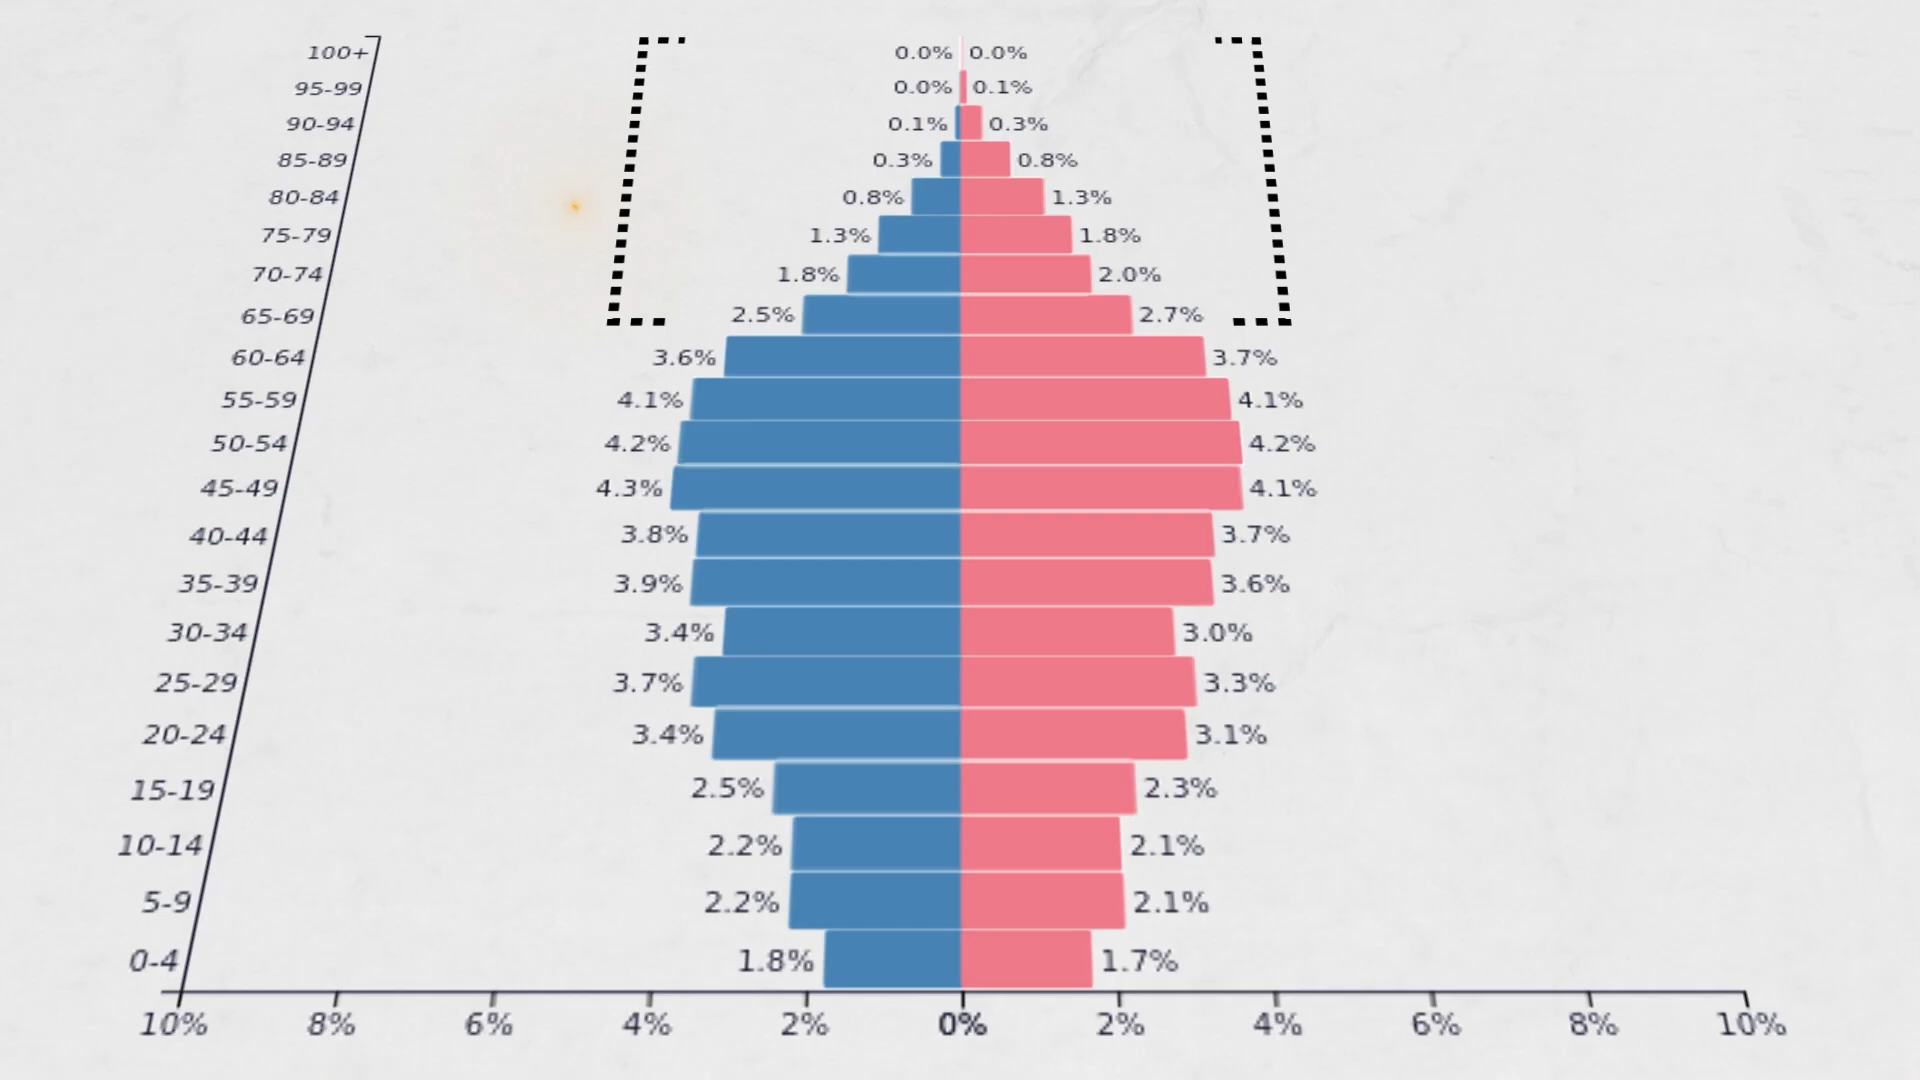 100+ 0.0% 0.0%
95-99 0.0% 0.1%
90-94 0.1% 0.3%
85-89 0.3% 0.8%
80-84 0.8% 1.3%
75-79 1.3% 1.8%
70-74 1.8% 2.0%
65-69 2.5% 2.7%
60-64 3.6% 3.7%
55-59 4.1% 4.1%
50-54 4.2% 4.2%
45-49 4.3% 4.1%
40-44 3.8% 3.7%
35-39 3.9% 3.6%
30-34 3.4% 3.0%
25-29 3.7% 3.3%
20-24 3.4% 3.1%
15-19 2.5% 2.3%
10-14 2.2% 2.1%
5-9 2.2% 2.1%
0-4 1.8% 1.7%
10% 8% 6% 4% 2% 0% 2% 4% 6% 8% 10%